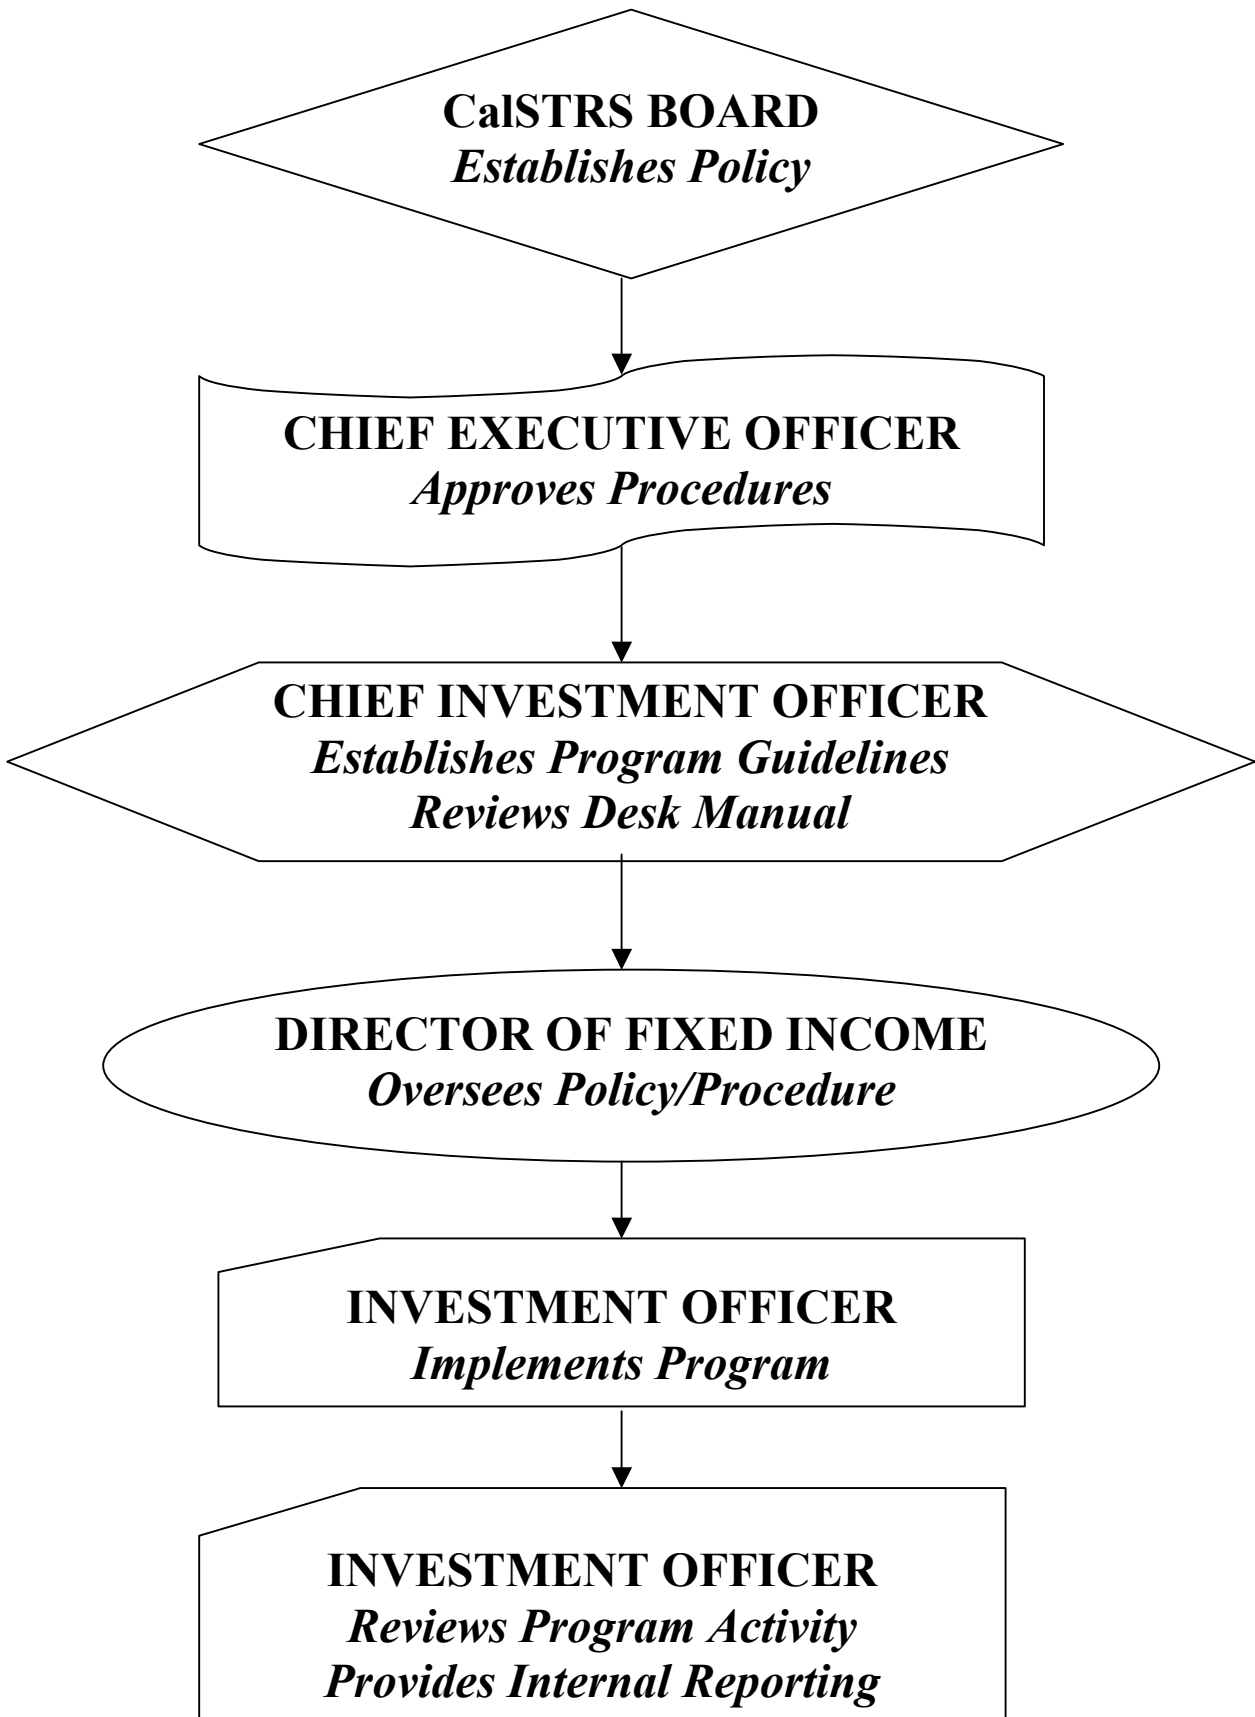 CalSTRS BOARD
Establishes Policy
CHIEF EXECUTIVE OFFICER
Approves Procedures
CHIEF INVESTMENT OFFICER
Establishes Program Guidelines
Reviews Desk Manual
DIRECTOR OF FIXED INCOME
Oversees Policy/Procedure
INVESTMENT OFFICER
Implements Program
INVESTMENT OFFICER
Reviews Program Activity
Provides Internal Reporting